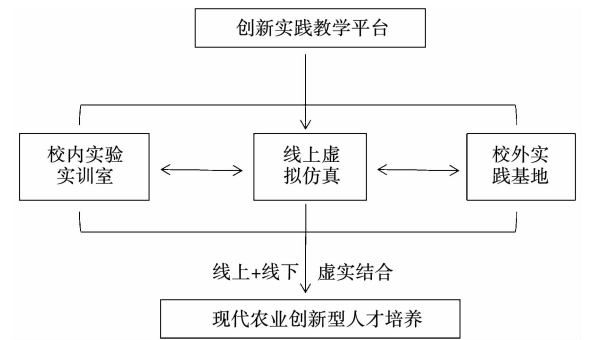 创新实践教学平台
校内实验
实训室
线上虚
拟仿真
校外实
践基地
线上+线下 虚实结合
现代农业创新型人才培养